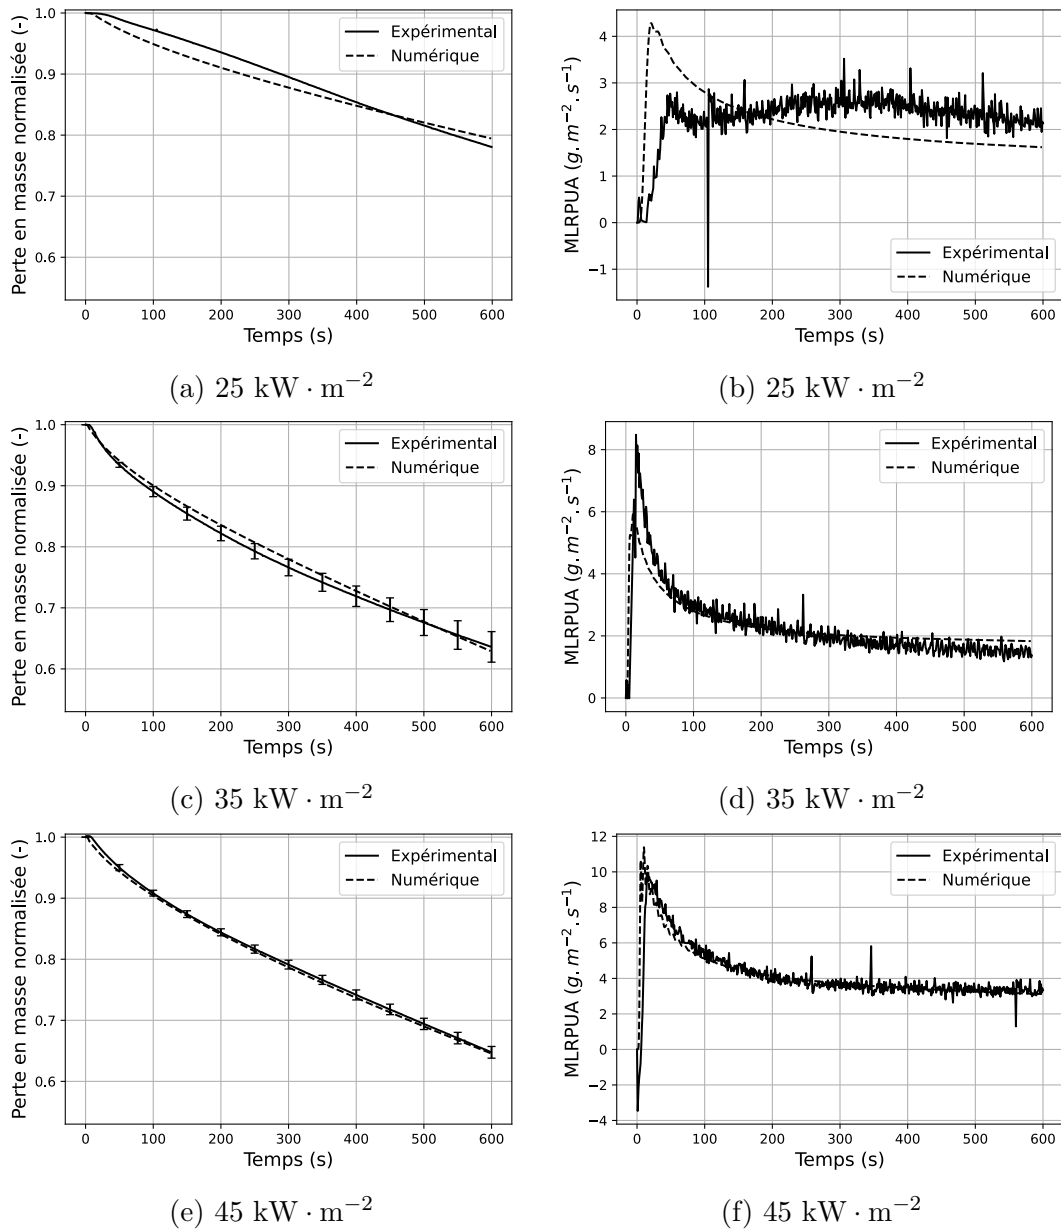 Perte en masse normalisée (-)
1.0
0.9
0.8
0.7
0.6
0 100 200 300 400 500 600
Temps (s)
Expérimental
Numérique
(a) 25 kW · m⁻²
MLRPUA (g.m⁻².s⁻¹)
4
3
2
1
0
−1
0 100 200 300 400 500 600
Temps (s)
Expérimental
Numérique
(b) 25 kW · m⁻²
Perte en masse normalisée (-)
1.0
0.9
0.8
0.7
0.6
0 100 200 300 400 500 600
Temps (s)
Expérimental
Numérique
(c) 35 kW · m⁻²
MLRPUA (g.m⁻².s⁻¹)
8
6
4
2
0
0 100 200 300 400 500 600
Temps (s)
Expérimental
Numérique
(d) 35 kW · m⁻²
Perte en masse normalisée (-)
1.0
0.9
0.8
0.7
0.6
0 100 200 300 400 500 600
Temps (s)
Expérimental
Numérique
(e) 45 kW · m⁻²
MLRPUA (g.m⁻².s⁻¹)
12
10
8
6
4
2
0
−2
−4
0 100 200 300 400 500 600
Temps (s)
Expérimental
Numérique
(f) 45 kW · m⁻²